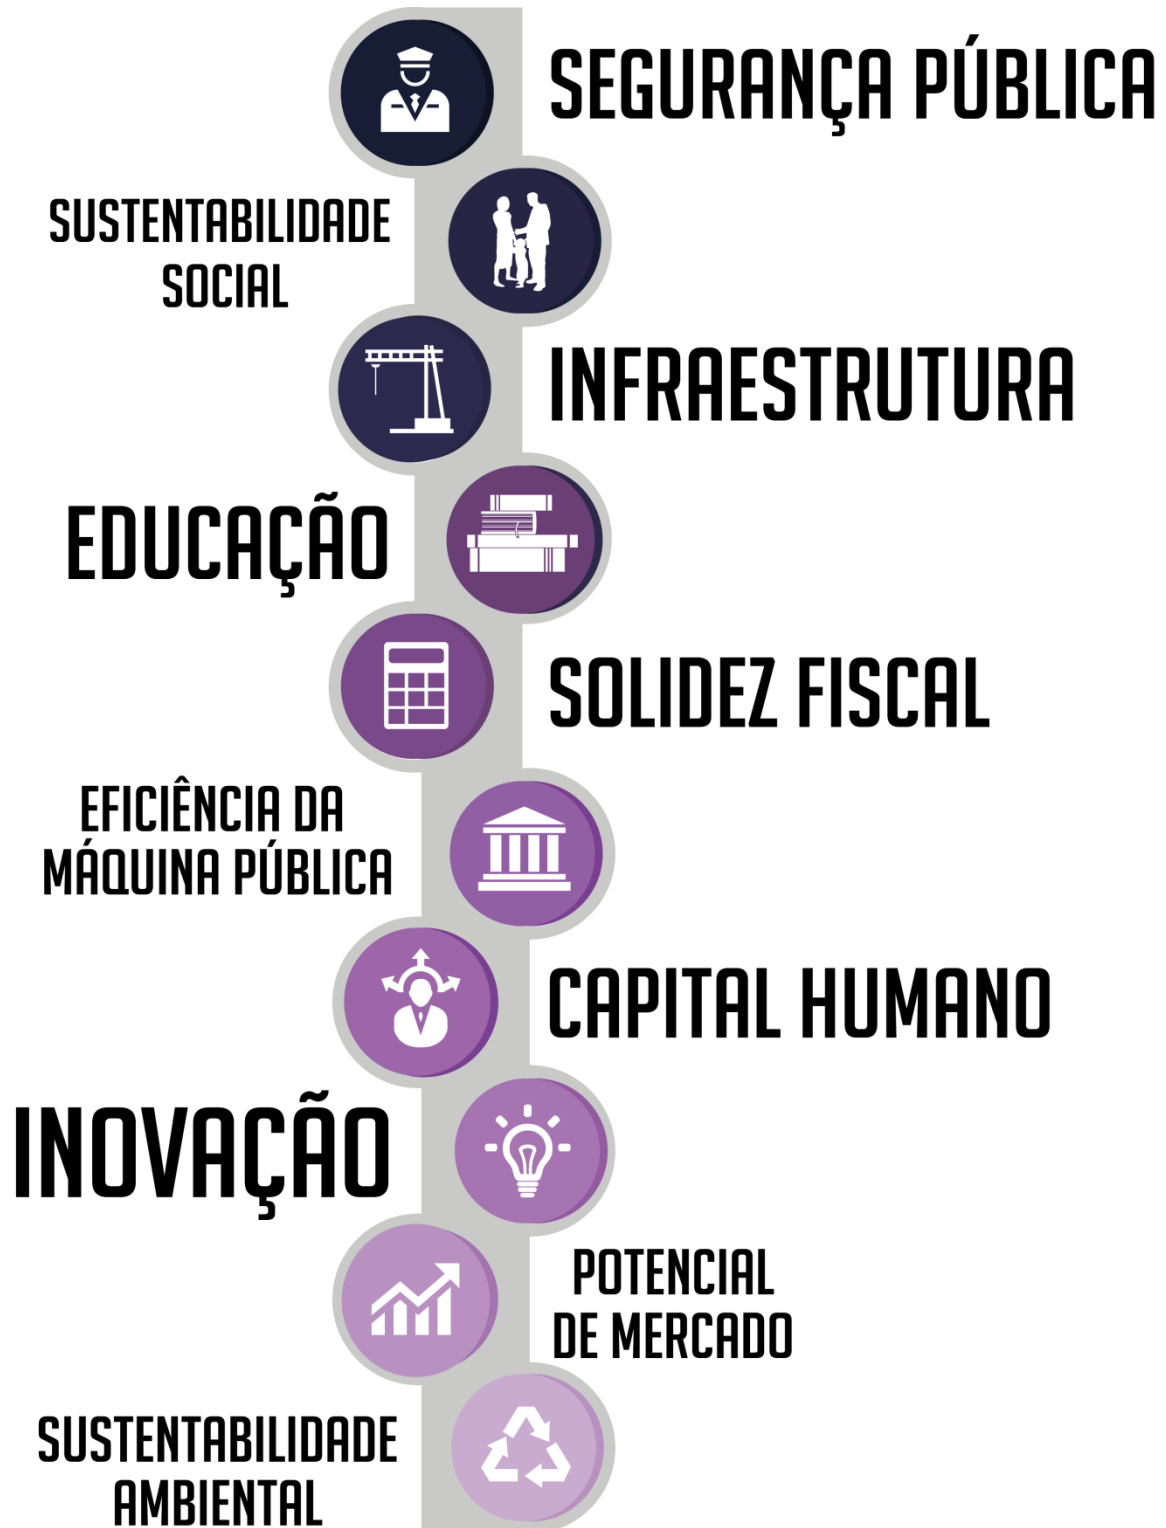 SEGURANÇA PÚBLICA
SUSTENTABILIDADE
SOCIAL
INFRAESTRUTURA
EDUCAÇÃO
SOLIDEZ FISCAL
EFICIÊNCIA DA
MÁQUINA PÚBLICA
CAPITAL HUMANO
INOVAÇÃO
POTENCIAL
DE MERCADO
SUSTENTABILIDADE
AMBIENTAL